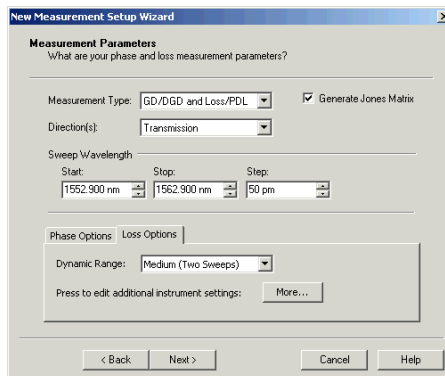 New Measurement Setup Wizard
Measurement Parameters
What are your phase and loss measurement parameters?
Measurement Type: GD/DGD and Loss/PDL Generate Jones Matrix
Direction(s): Transmission
Sweep Wavelength
Start: Stop: Step:
1552.900 nm 1562.900 nm 50 pm
Phase Options Loss Options
Dynamic Range: Medium (Two Sweeps)
Press to edit additional instrument settings: More...
< Back Next > Cancel Help